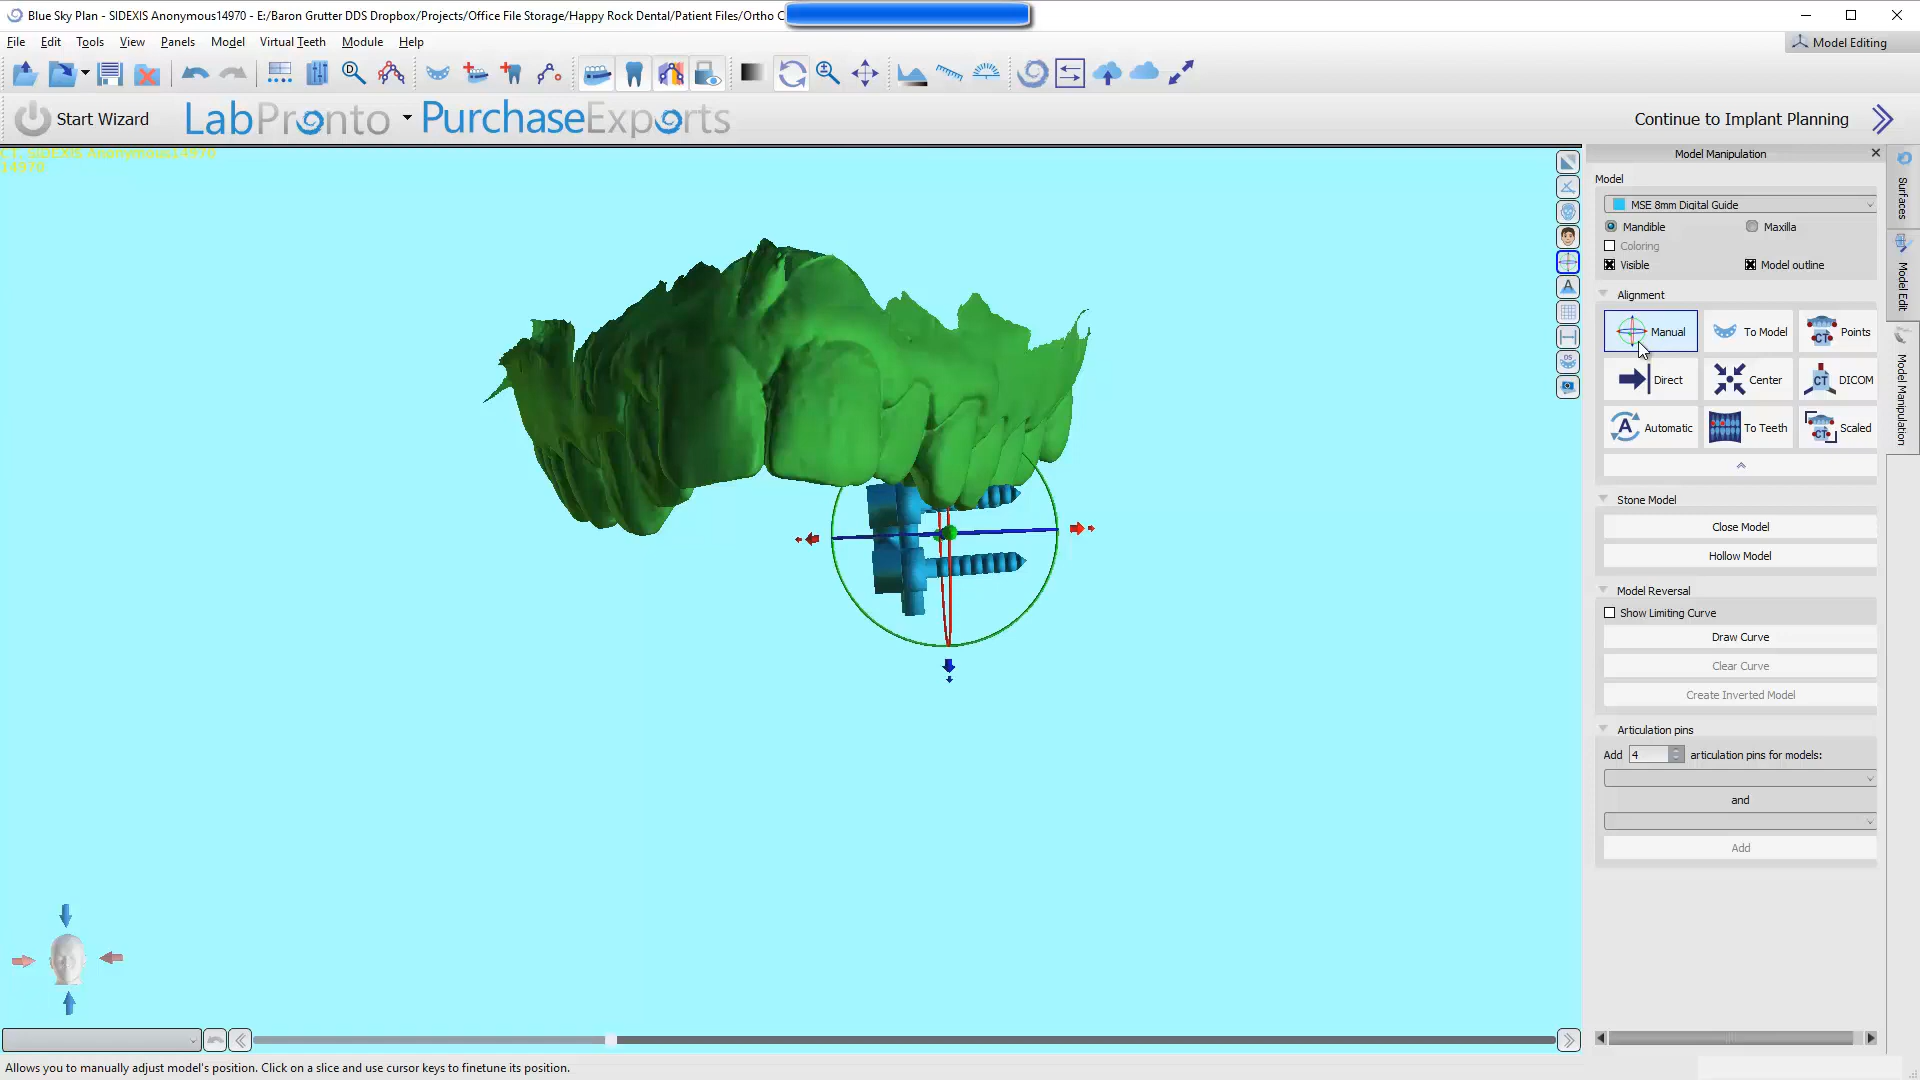 Blue Sky Plan - SIDEXIS Anonymous14970 - E:/Baron Grutter DDS Dropbox/Projects/Office File Storage/Happy Rock Dental/Patient Files/Ortho C
File Edit Tools View Panels Model Virtual Teeth Module Help
Model Editing
Start Wizard LabPronto PurchaseExports Continue to Implant Planning
CT, SIDEXIS Anonymous14970
14970
Model Manipulation
Model
MSE 8mm Digital Guide
Mandible Maxilla
Coloring
Visible Model outline
Alignment
Manual To Model Points
Direct Center DICOM
Automatic To Teeth Scaled
Stone Model
Close Model
Hollow Model
Model Reversal
Show Limiting Curve
Draw Curve
Clear Curve
Create Inverted Model
Articulation pins
Add 4 articulation pins for models:
and
Add
Surfaces
Model Edit
Model Manipulation
Allows you to manually adjust model's position. Click on a slice and use cursor keys to finetune its position.